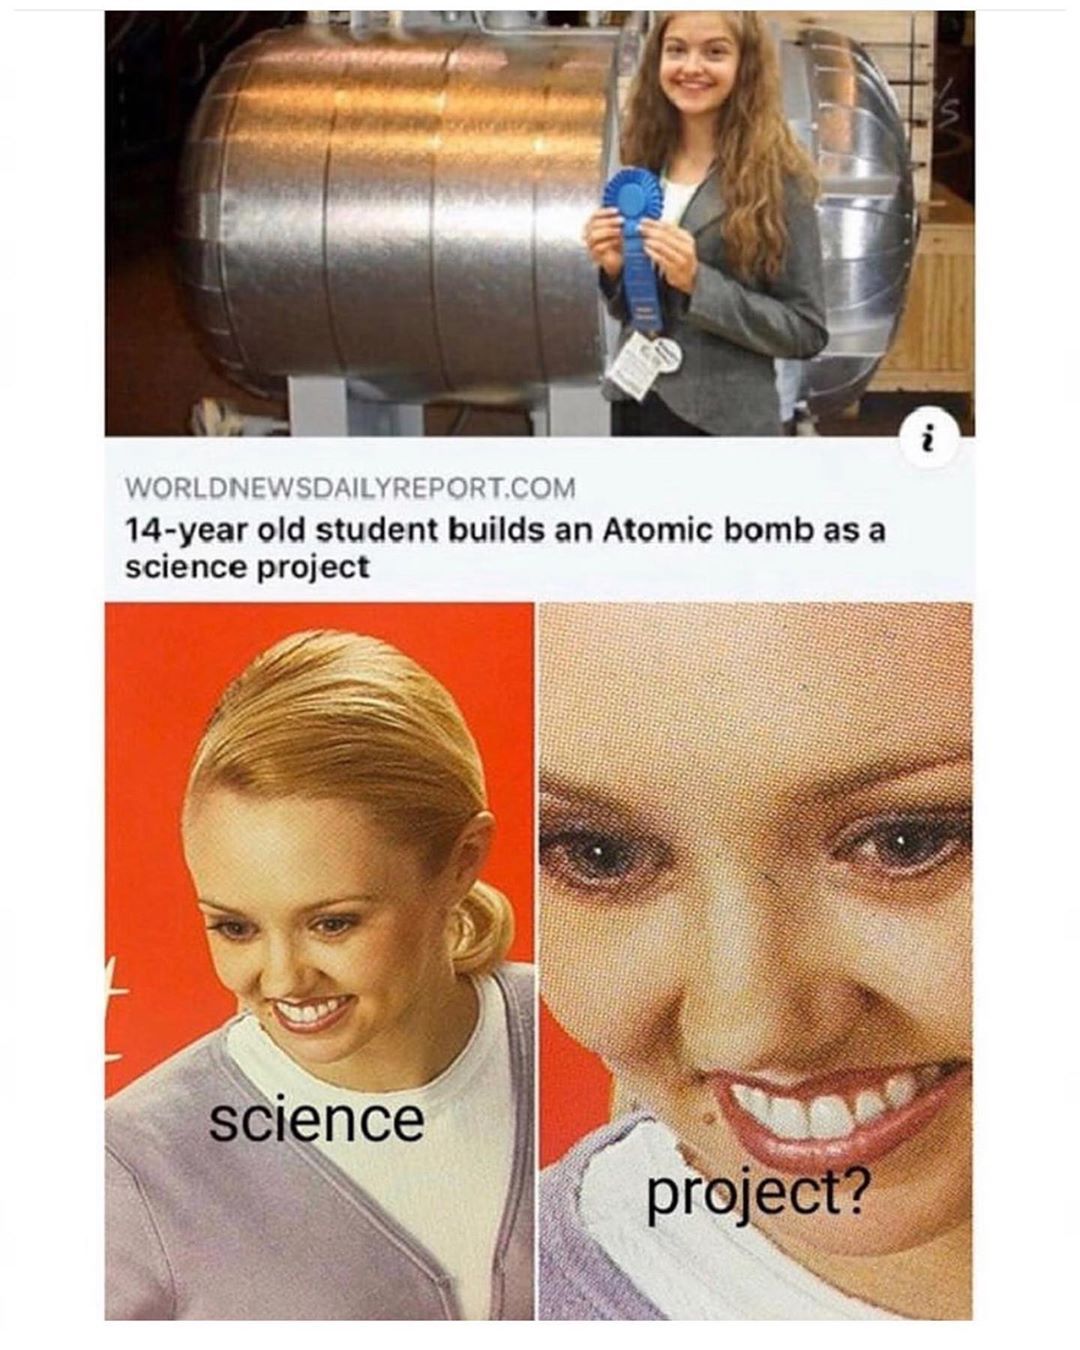 WORLDNEWSDAILYREPORT.COM
14-year old student builds an Atomic bomb as a
science project
science
project?